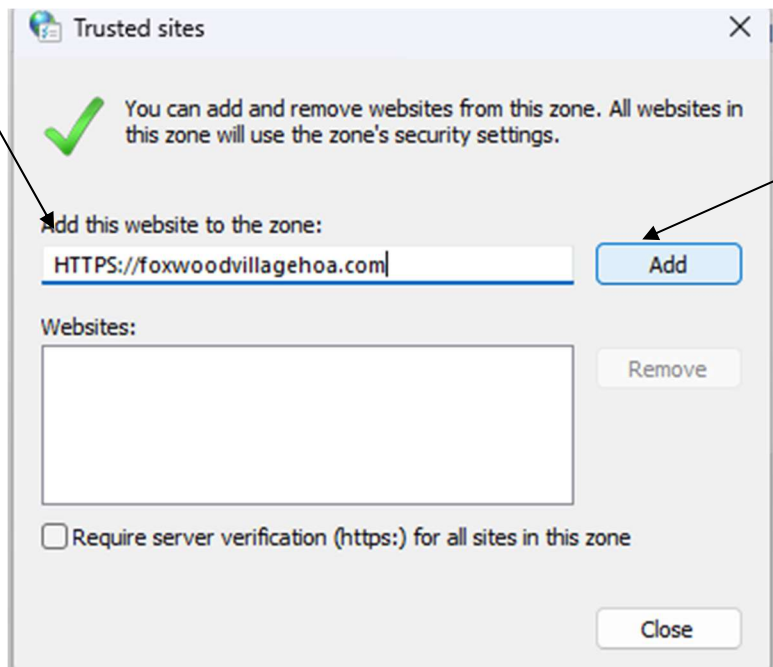 Trusted sites
You can add and remove websites from this zone. All websites in
this zone will use the zone's security settings.
Add this website to the zone:
HTTPS://foxwoodvillagehoa.com
Add
Websites:
Remove
Require server verification (https:) for all sites in this zone
Close